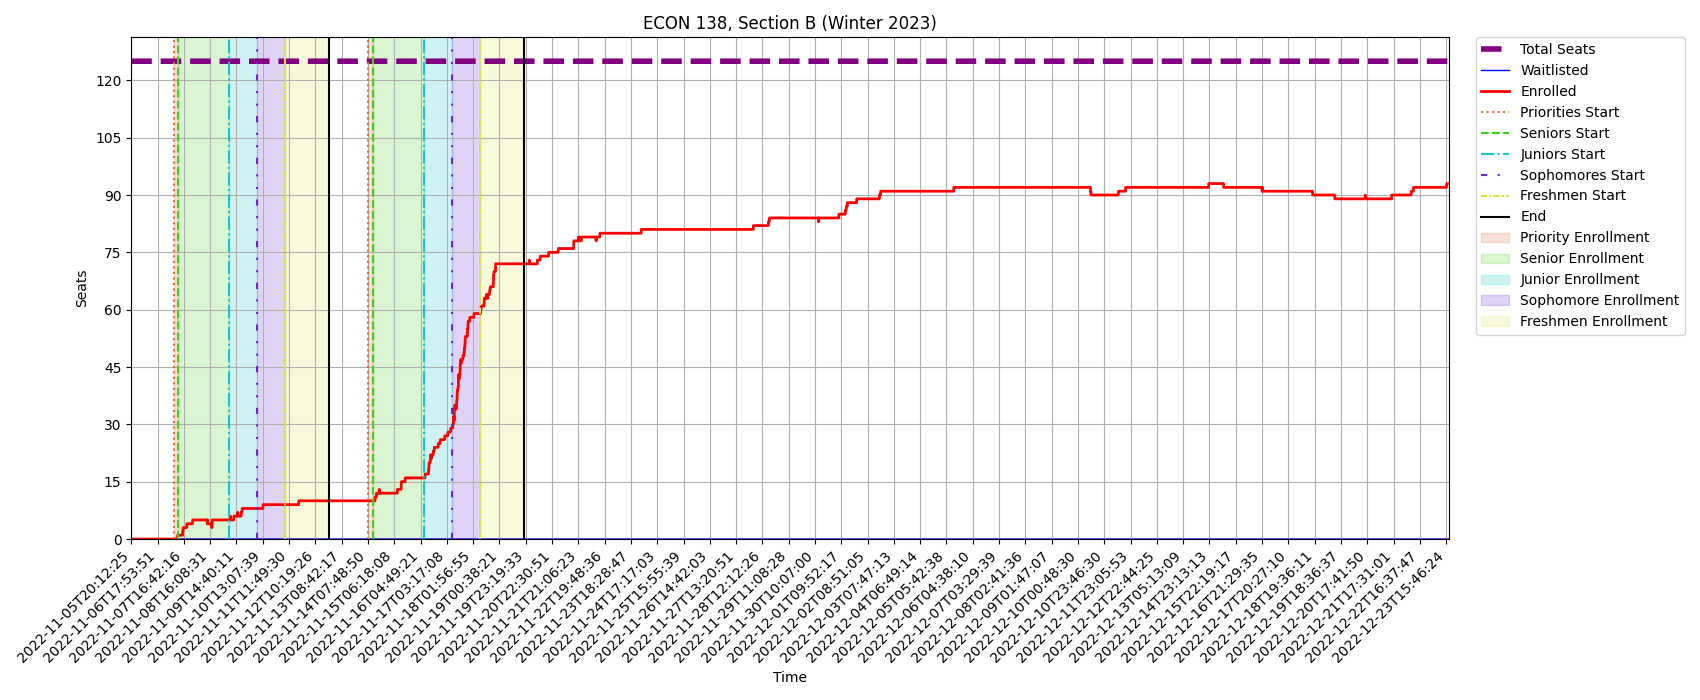 ECON 138, Section B (Winter 2023)
Total Seats
Waitlisted
Enrolled
Priorities Start
Seniors Start
Juniors Start
Sophomores Start
Freshmen Start
End
Priority Enrollment
Senior Enrollment
Junior Enrollment
Sophomore Enrollment
Freshmen Enrollment
Seats
120
105
90
75
60
45
30
15
0
2022-11-05T20:12:25
2022-11-06T17:53:51
2022-11-07T16:42:16
2022-11-08T16:08:31
2022-11-09T14:40:11
2022-11-10T13:07:39
2022-11-11T11:49:30
2022-11-12T10:19:26
2022-11-13T08:42:17
2022-11-14T07:48:50
2022-11-15T06:18:08
2022-11-16T04:49:21
2022-11-17T03:17:08
2022-11-18T01:56:55
2022-11-19T00:38:21
2022-11-19T23:19:33
2022-11-20T22:30:51
2022-11-21T21:06:23
2022-11-22T19:48:36
2022-11-23T18:28:47
2022-11-24T17:17:03
2022-11-25T15:55:39
2022-11-26T14:42:03
2022-11-27T13:20:51
2022-11-28T12:12:26
2022-11-29T11:08:28
2022-11-30T10:07:00
2022-12-01T09:52:17
2022-12-02T08:51:05
2022-12-03T07:47:13
2022-12-04T06:49:14
2022-12-05T05:42:38
2022-12-06T04:38:10
2022-12-07T03:29:39
2022-12-08T02:41:36
2022-12-09T01:47:07
2022-12-10T00:48:30
2022-12-10T23:46:30
2022-12-11T23:05:53
2022-12-12T22:44:25
2022-12-13T05:13:09
2022-12-14T23:13:13
2022-12-15T22:19:17
2022-12-16T21:29:35
2022-12-17T20:27:10
2022-12-18T19:36:11
2022-12-19T18:36:37
2022-12-20T17:41:50
2022-12-21T17:31:01
2022-12-22T16:37:47
2022-12-23T15:46:24
Time